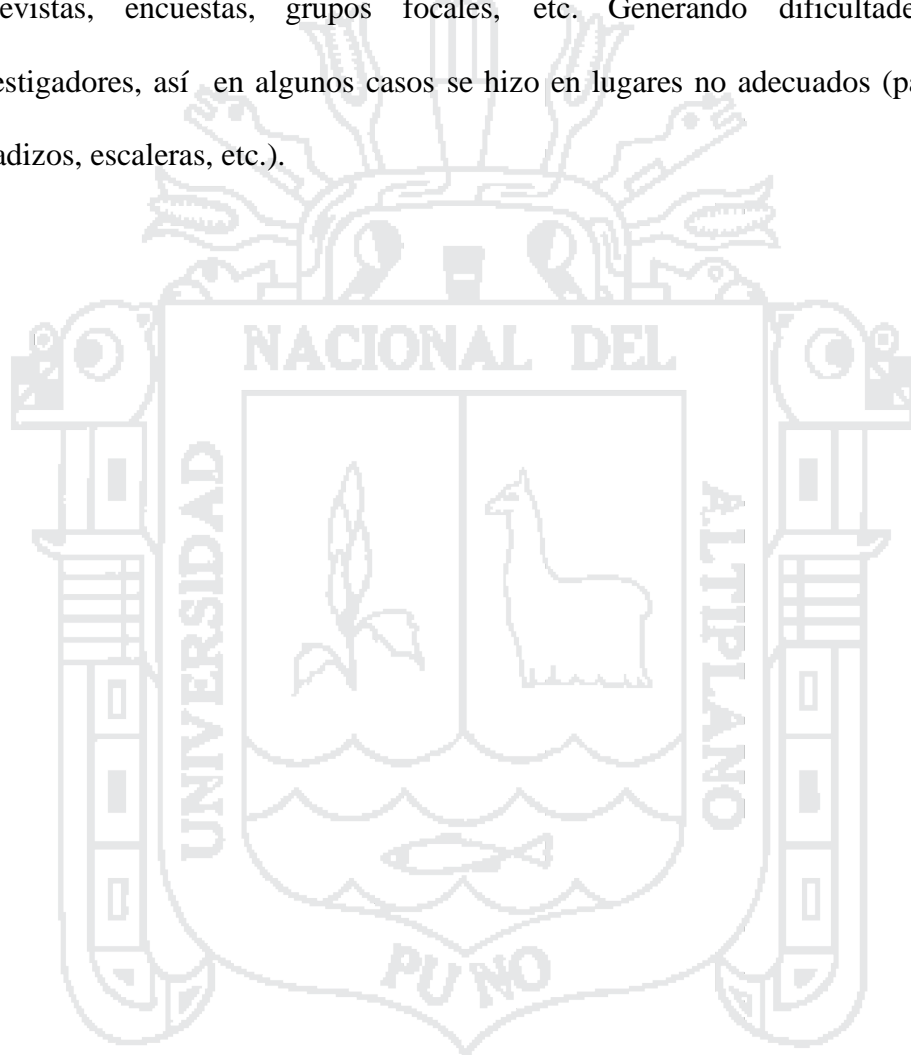 evistas, encuestas, grupos focales, etc. Generando dificultade
estigadores, así en algunos casos se hizo en lugares no adecuados (pa
adizos, escaleras, etc.).
NACIONAL DEL
UNIVERSIDAD
ALTIPLANO
PUNO